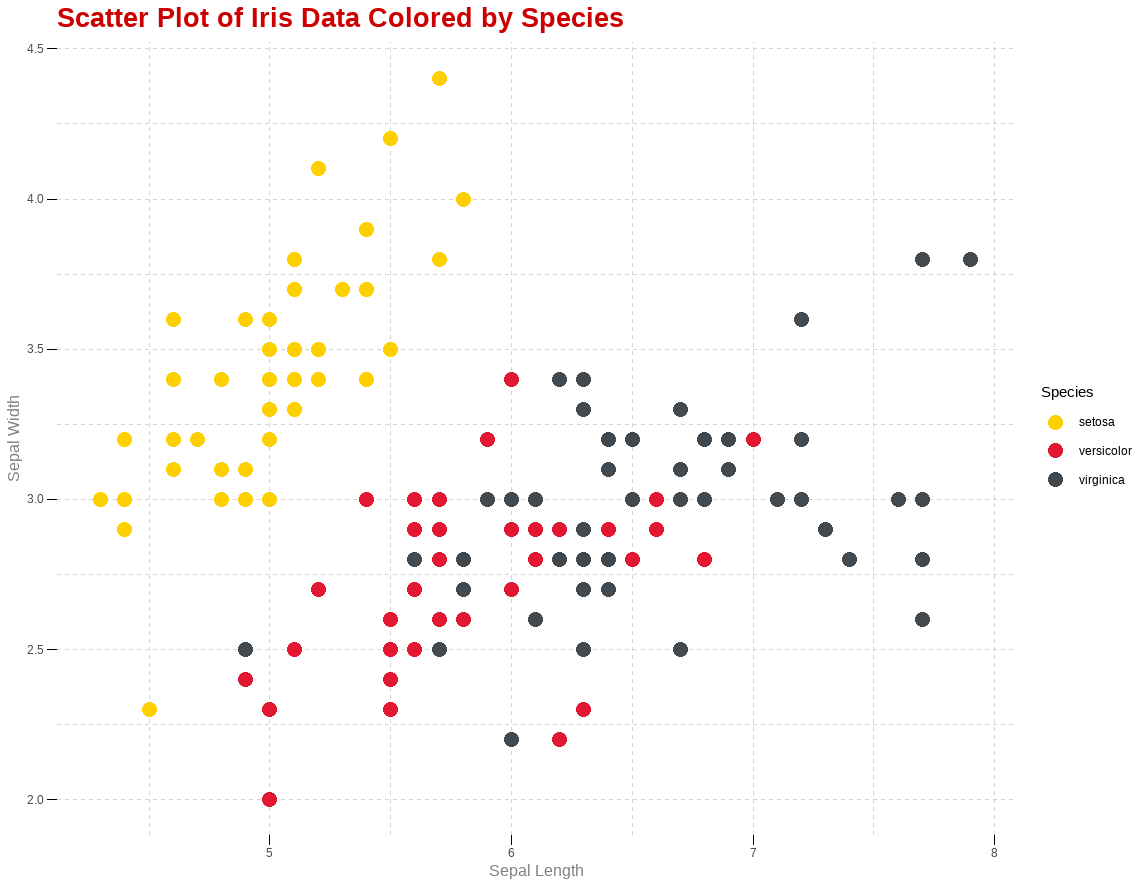 Scatter Plot of Iris Data Colored by Species
4.5
4.0
3.5
3.0
2.5
2.0
Sepal Width
5
6
7
8
Sepal Length
Species
setosa
versicolor
virginica